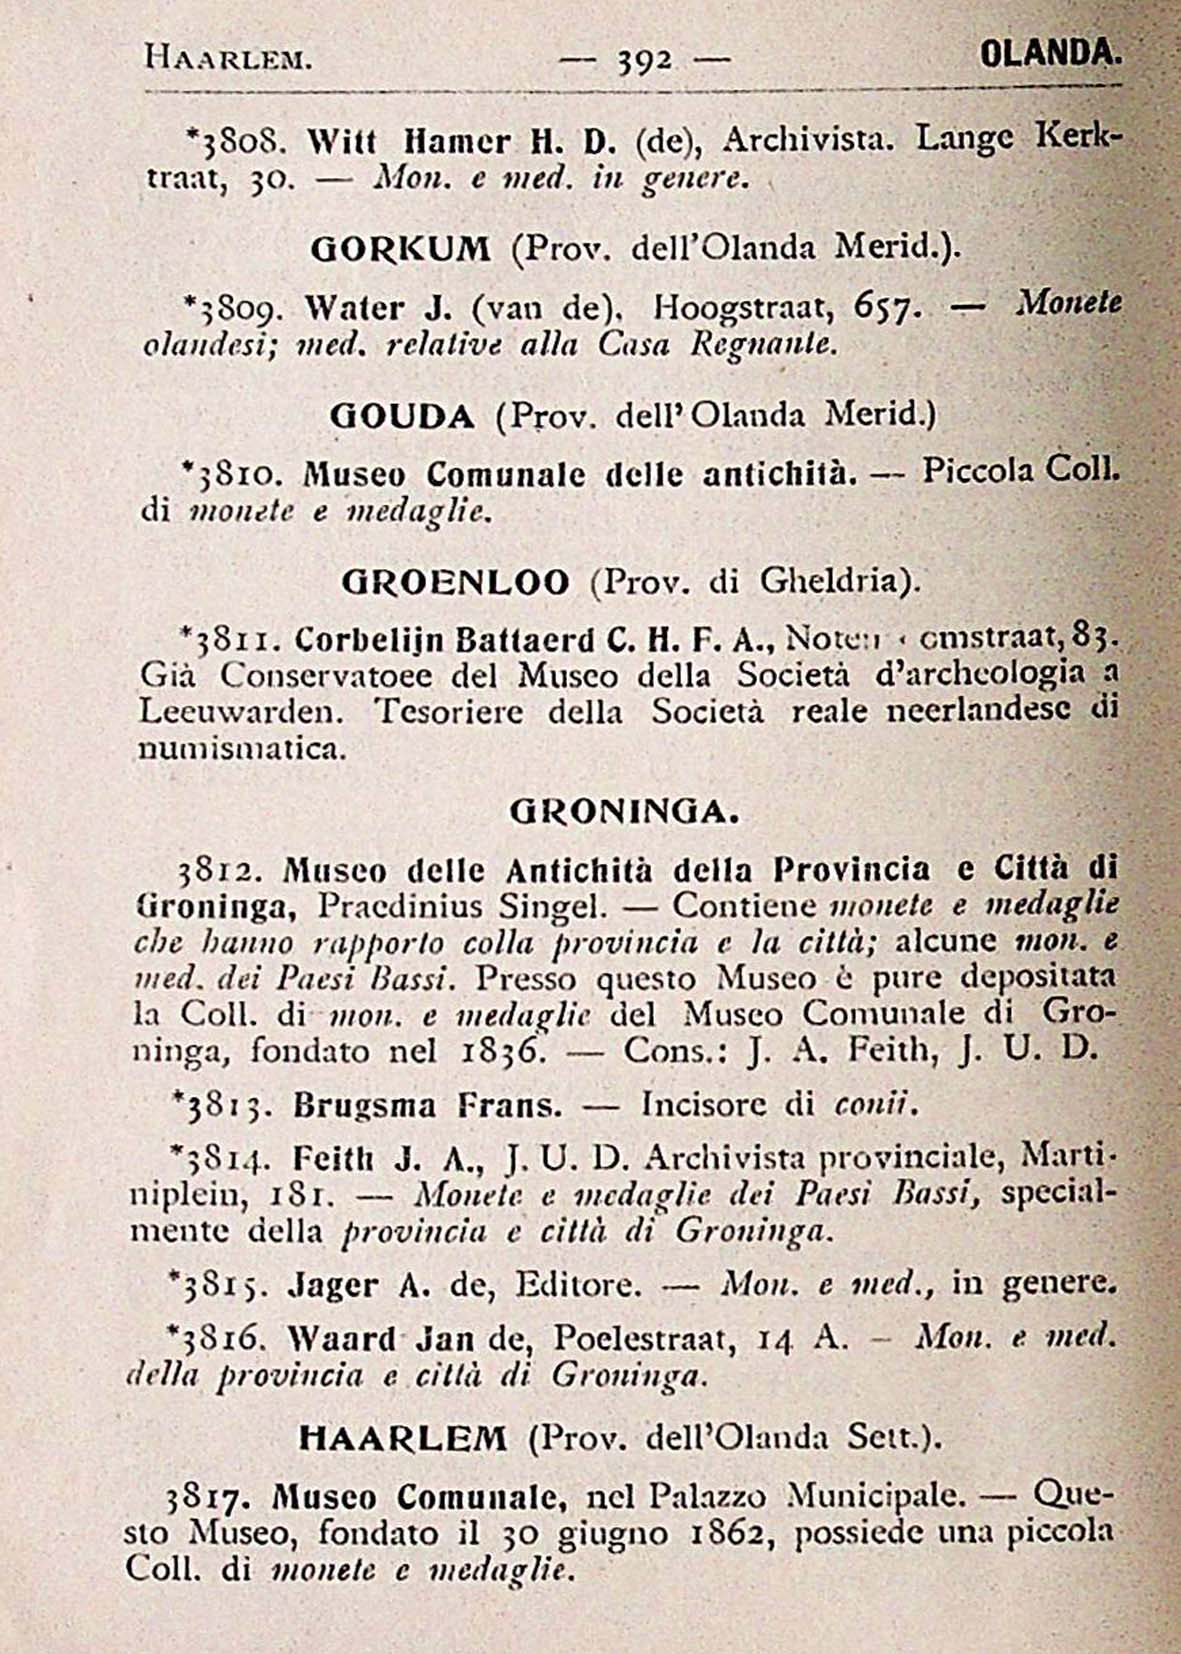 HAARLEM. — 392 — OLANDA.
*3808. Witt Hamer H. D. (de), Archivista. Lange Kerk-
traat, 30. — Mon. e med. in genere.
GORKUM (Prov. dell'Olanda Merid.).
*3809. Water J. (van de), Hoogstraat, 657. — Monete
olandesi; med. relative alla Casa Regnante.
GOUDA (Prov. dell' Olanda Merid.)
*3810. Museo Comunale delle antichità. — Piccola Coll.
di monete e medaglie.
GROENLOO (Prov. di Gheldria).
*3811. Corbelijn Battaerd C. H. F. A., 83.
Già Conservatoee del Museo della Società d'archeologia a
Leeuwarden. Tesoriere della Società reale neerlandese di
numismatica.
GRONINGA.
3812. Museo delle Antichità della Provincia e Città di
Groninga, Praedinius Singel. — Contiene monete e medaglie
che hanno rapporto colla provincia e la città; alcune mon. e
med. dei Paesi Bassi. Presso questo Museo è pure depositata
la Coll. di mon. e medaglie del Museo Comunale di Gro-
ninga, fondato nel 1836. — Cons.: J. A. Feith, J. U. D.
*3813. Brugsma Frans. — Incisore di conii.
*3814. Feith J. A., J. U. D. Archivista provinciale, Marti-
niplein, 181. — Monete e medaglie dei Paesi Bassi, special-
mente della provincia e città di Groninga.
*3815. Jager A. de, Editore. — Mon. e med., in genere.
*3816. Waard Jan de, Poelestraat, 14 A. — Mon. e med.
della provincia e città di Groninga.
HAARLEM (Prov. dell'Olanda Sett.).
3817. Museo Comunale, nel Palazzo Municipale. — Que-
sto Museo, fondato il 30 giugno 1862, possiede una piccola
Coll. di monete e medaglie.